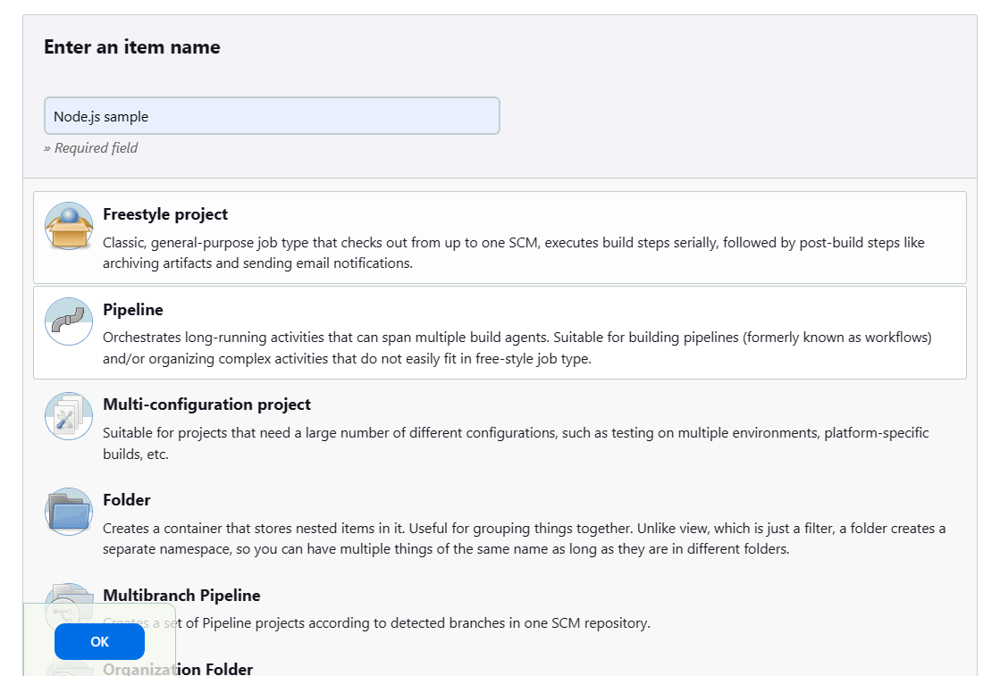 Enter an item name
Node.js sample
» Required field
Freestyle project
Classic, general-purpose job type that checks out from up to one SCM, executes build steps serially, followed by post-build steps like
archiving artifacts and sending email notifications.
Pipeline
Orchestrates long-running activities that can span multiple build agents. Suitable for building pipelines (formerly known as workflows)
and/or organizing complex activities that do not easily fit in free-style job type.
Multi-configuration project
Suitable for projects that need a large number of different configurations, such as testing on multiple environments, platform-specific
builds, etc.
Folder
Creates a container that stores nested items in it. Useful for grouping things together. Unlike view, which is just a filter, a folder creates a
separate namespace, so you can have multiple things of the same name as long as they are in different folders.
Multibranch Pipeline
Creates a set of Pipeline projects according to detected branches in one SCM repository.
OK
Organization Folder